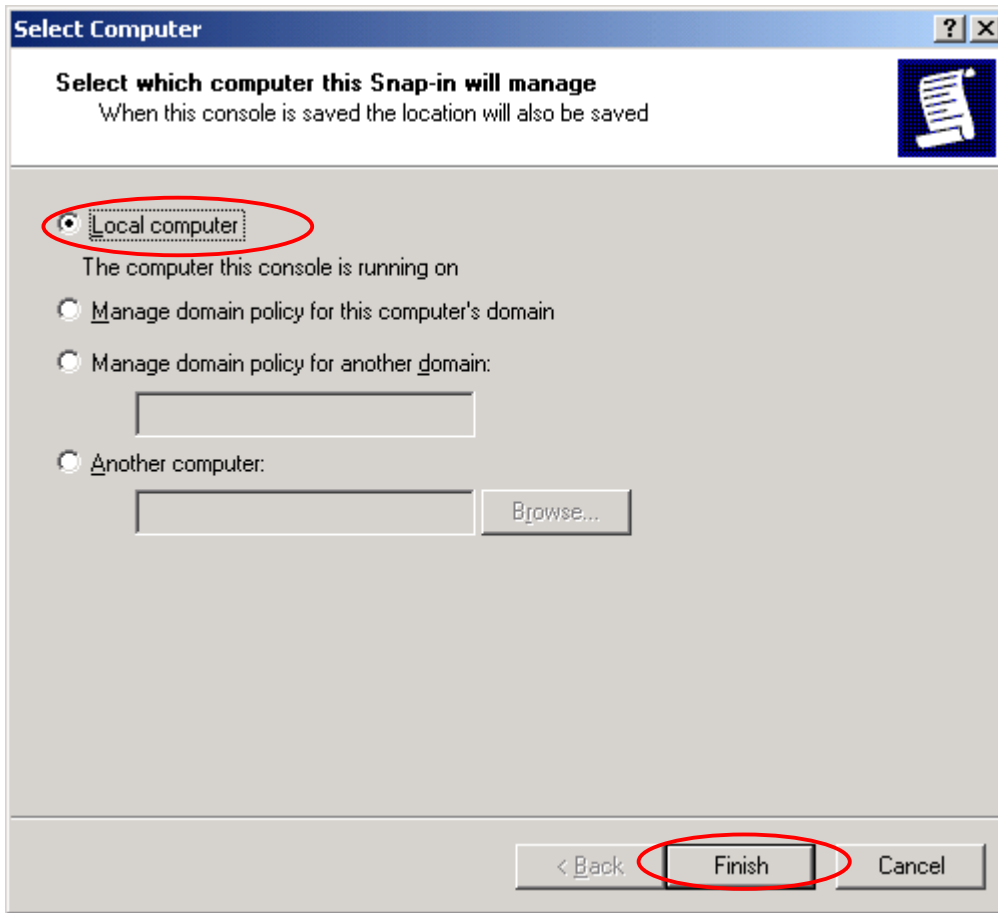 Select Computer
Select which computer this Snap-in will manage
When this console is saved the location will also be saved
Local computer
The computer this console is running on
Manage domain policy for this computer's domain
Manage domain policy for another domain:
Another computer:
Browse...
< Back Finish Cancel